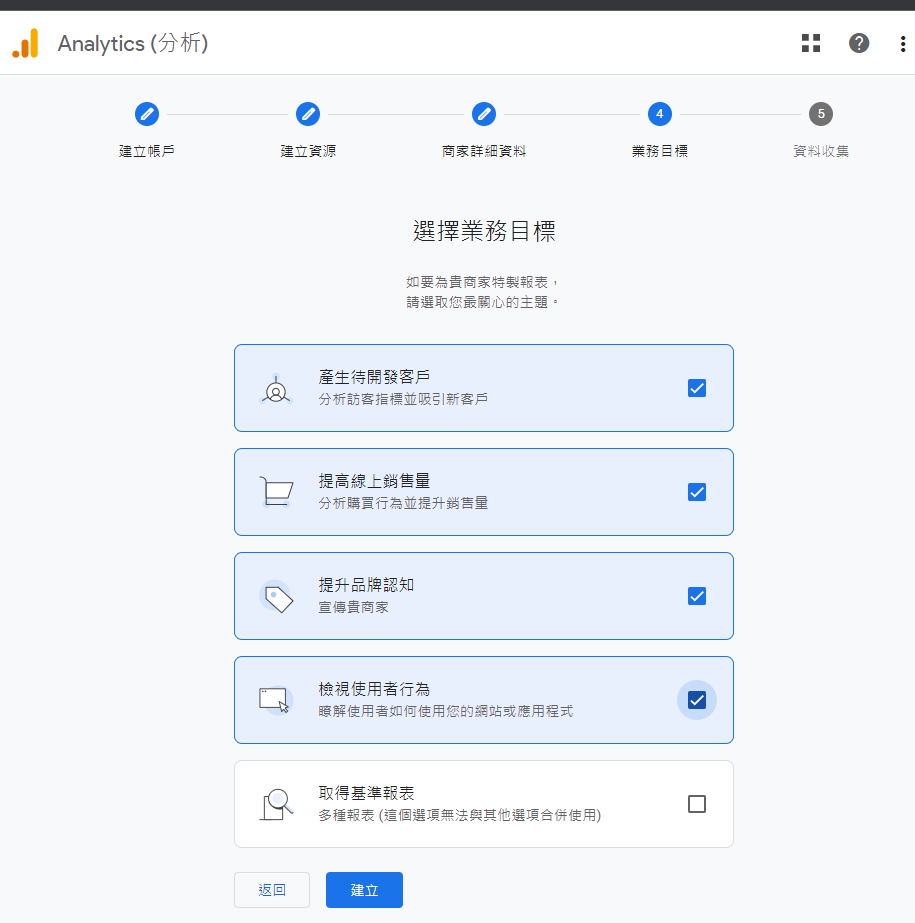 Analytics (分析)
4
5
建立帳戶
建立資源
商家詳細資料
業務目標
資料收集
選擇業務目標
如要為貴商家特製報表，
請選取您最關心的主題。
產生待開發客戶
分析訪客指標並吸引新客戶
提高線上銷售量
分析購買行為並提升銷售量
提升品牌認知
宣傳貴商家
檢視使用者行為
瞭解使用者如何使用您的網站或應用程式
取得基準報表
多種報表 (這個選項無法與其他選項合併使用)
返回
建立